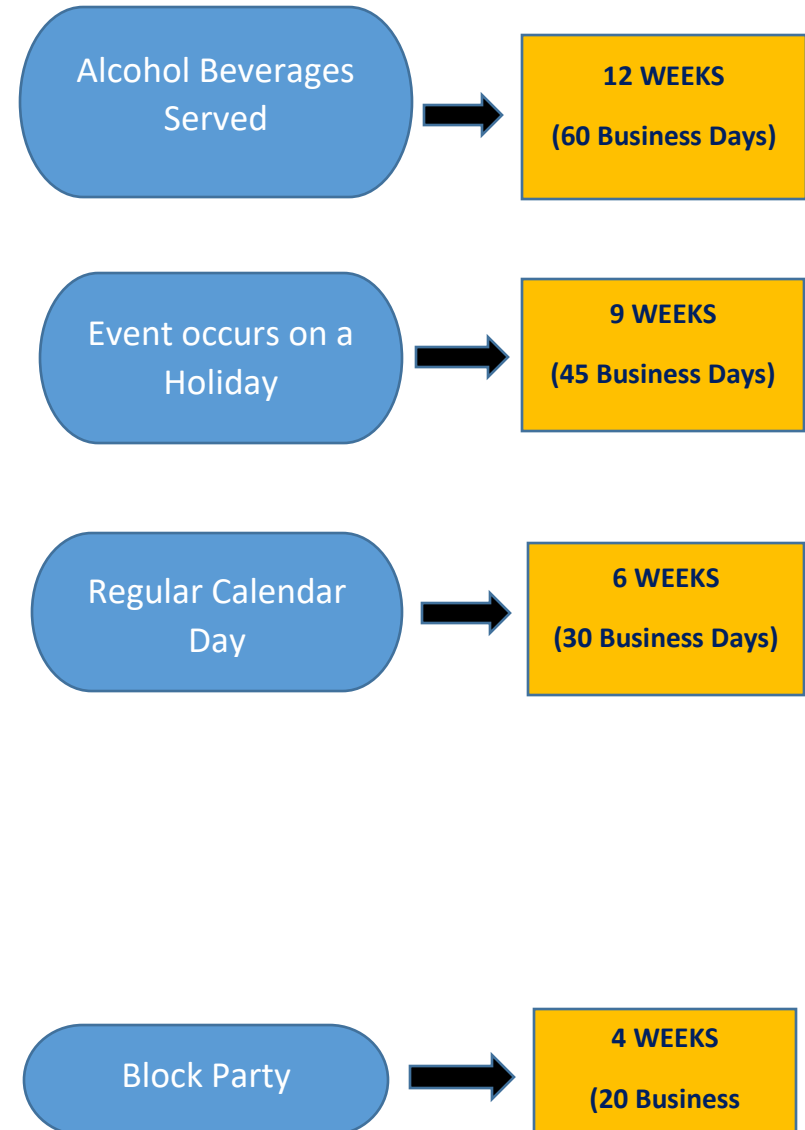 Alcohol Beverages
Served
12 WEEKS
(60 Business Days)
Event occurs on a
Holiday
9 WEEKS
(45 Business Days)
Regular Calendar
Day
6 WEEKS
(30 Business Days)
Block Party
4 WEEKS
(20 Business